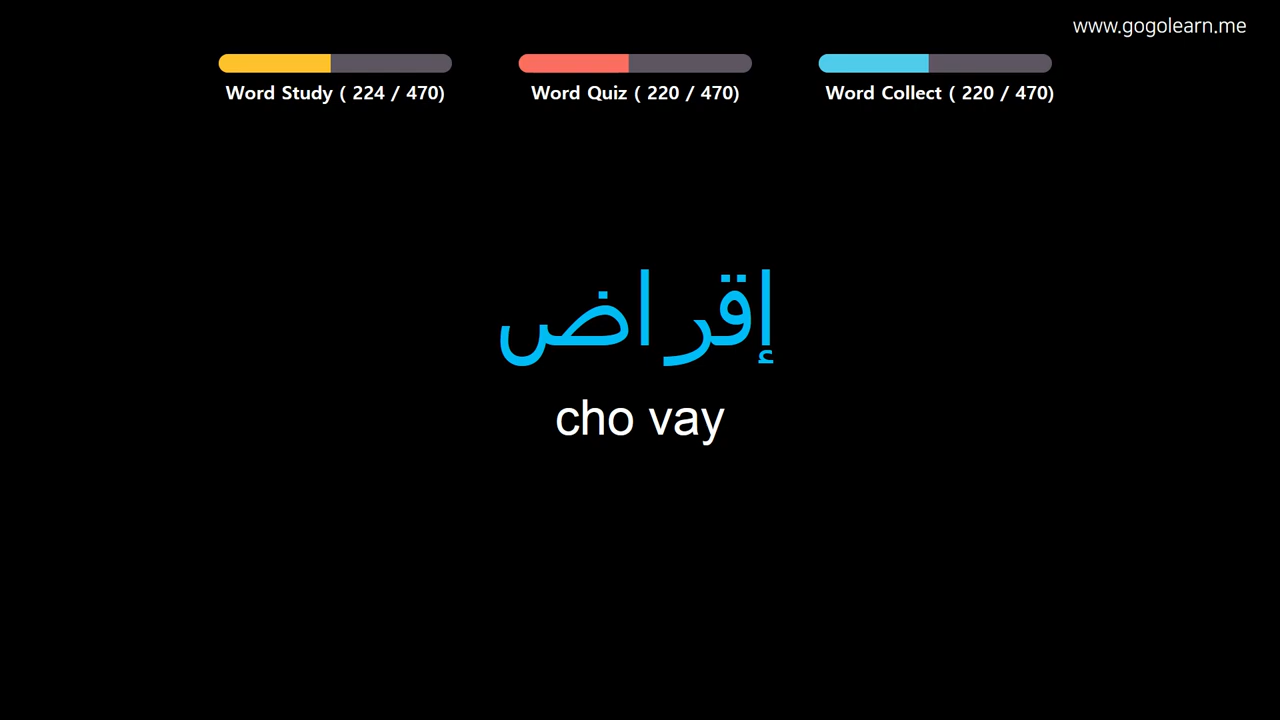 www.gogolearn.me
Word Study ( 224 / 470)
Word Quiz ( 220 / 470)
Word Collect ( 220 / 470)
إقراض
cho vay